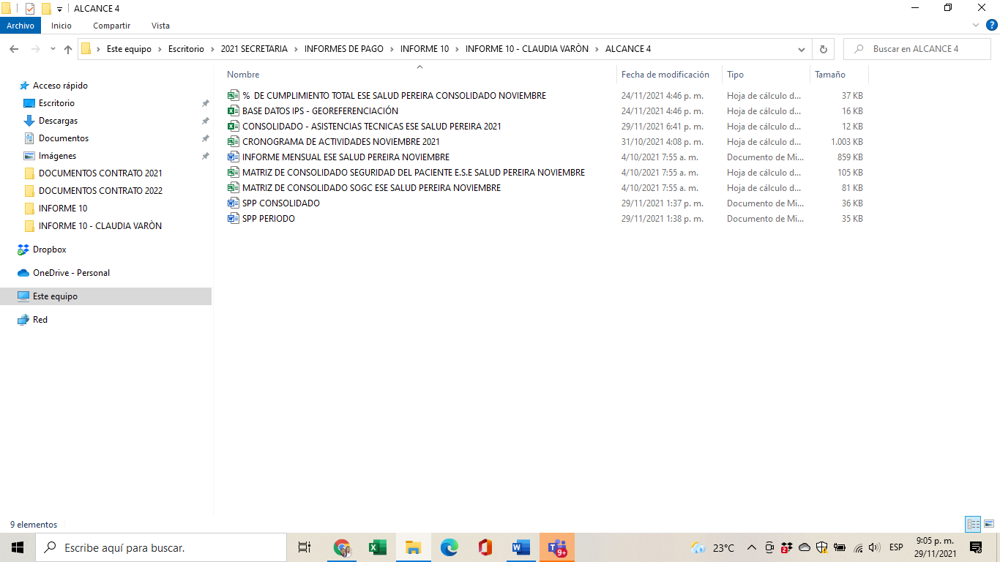 ALCANCE 4
Archivo Inicio Compartir Vista
Este equipo Escritorio 2021 SECRETARIA INFORMES DE PAGO INFORME 10 INFORME 10 - CLAUDIA VARÒN ALCANCE 4
Buscar en ALCANCE 4
Acceso rápido
Escritorio
Descargas
Documentos
Imágenes
DOCUMENTOS CONTRATO 2021
DOCUMENTOS CONTRATO 2022
INFORME 10
INFORME 10 - CLAUDIA VARÒN
Dropbox
OneDrive - Personal
Este equipo
Red
Nombre Fecha de modificación Tipo Tamaño
% DE CUMPLIMIENTO TOTAL ESE SALUD PEREIRA CONSOLIDADO NOVIEMBRE 24/11/2021 4:46 p. m. Hoja de cálculo d... 37 KB
BASE DATOS IPS - GEOREFERENCIACIÓN 24/11/2021 4:46 p. m. Hoja de cálculo d... 16 KB
CONSOLIDADO - ASISTENCIAS TECNICAS ESE SALUD PEREIRA 2021 29/11/2021 6:41 p. m. Hoja de cálculo d... 12 KB
CRONOGRAMA DE ACTIVIDADES NOVIEMBRE 2021 31/10/2021 4:08 p. m. Hoja de cálculo d... 1.003 KB
INFORME MENSUAL ESE SALUD PEREIRA NOVIEMBRE 4/10/2021 7:55 a. m. Documento de Mi... 859 KB
MATRIZ DE CONSOLIDADO SEGURIDAD DEL PACIENTE E.S.E SALUD PEREIRA NOVIEMBRE 4/10/2021 7:55 a. m. Hoja de cálculo d... 105 KB
MATRIZ DE CONSOLIDADO SOGC ESE SALUD PEREIRA NOVIEMBRE 4/10/2021 7:55 a. m. Hoja de cálculo d... 81 KB
SPP CONSOLIDADO 29/11/2021 1:37 p. m. Documento de Mi... 36 KB
SPP PERIODO 29/11/2021 1:38 p. m. Documento de Mi... 35 KB
9 elementos
Escribe aquí para buscar.
9+
23°C
2
ESP
9:05 p. m.
29/11/2021